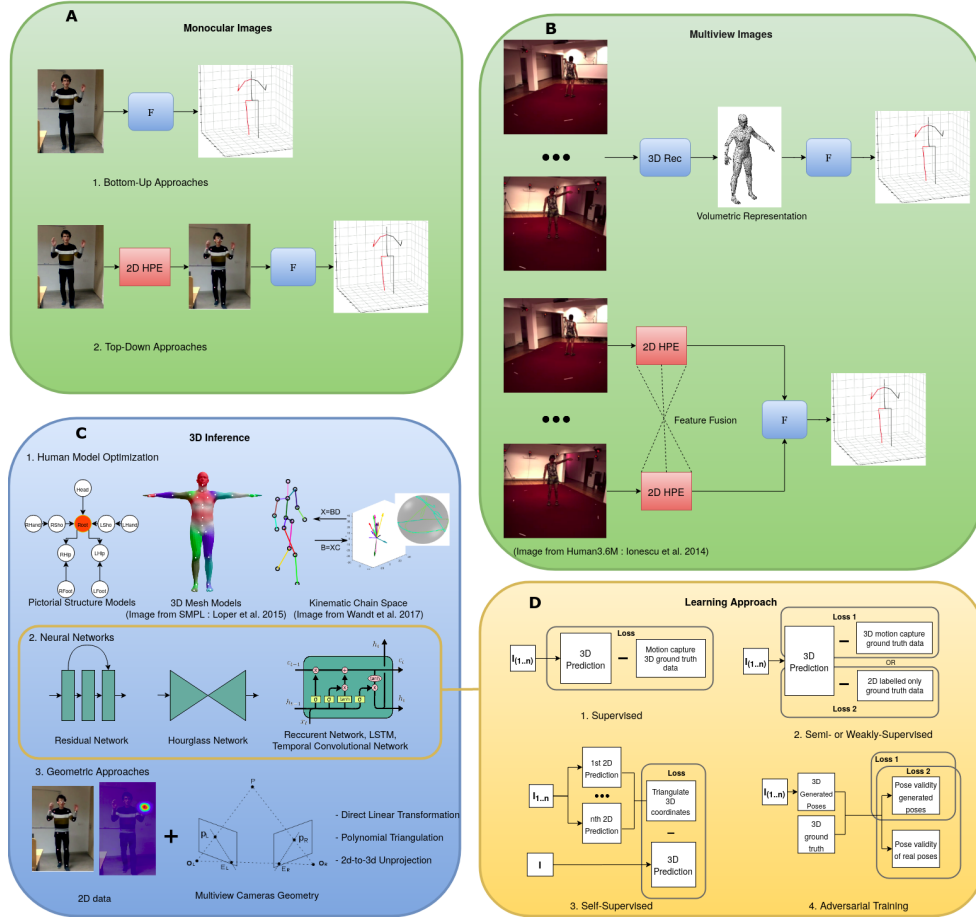 A
Monocular Images
F
1. Bottom-Up Approaches
2D HPE
F
2. Top-Down Approaches
B
Multiview Images
3D Rec
F
Volumetric Representation
2D HPE
Feature Fusion
F
2D HPE
(Image from Human3.6M : Ionescu et al. 2014)
C
3D Inference
1. Human Model Optimization
Head
RHand
RSho
Root
LSho
LHand
RHip
LHip
RFoot
LFoot
X=BD
B=XC
Pictorial Structure Models
3D Mesh Models
(Image from SMPL : Loper et al. 2015)
Kinematic Chain Space
(Image from Wandt et al. 2017)
2. Neural Networks
Residual Network
Hourglass Network
Reccurent Network, LSTM,
Temporal Convolutional Network
3. Geometric Approaches
P
- Direct Linear Transformation
- Polynomial Triangulation
- 2d-to-3d Unprojection
2D data
Multiview Cameras Geometry
D
Learning Approach
Loss
I(1..n)
3D
Prediction
Motion capture
3D ground truth
data
1. Supervised
Loss 1
I(1..n)
3D
Prediction
3D motion capture
ground truth data
OR
2D labelled only
ground truth data
Loss 2
2. Semi- or Weakly-Supervised
I1..n
1st 2D
Prediction
nth 2D
Prediction
Loss
Triangulate
3D
coordinates
I
3D
Prediction
3. Self-Supervised
Loss 1
Loss 2
I(1..n)
3D
Generated
Poses
3D
ground
truth
Pose validity
generated
poses
Pose validity
of real poses
4. Adversarial Training